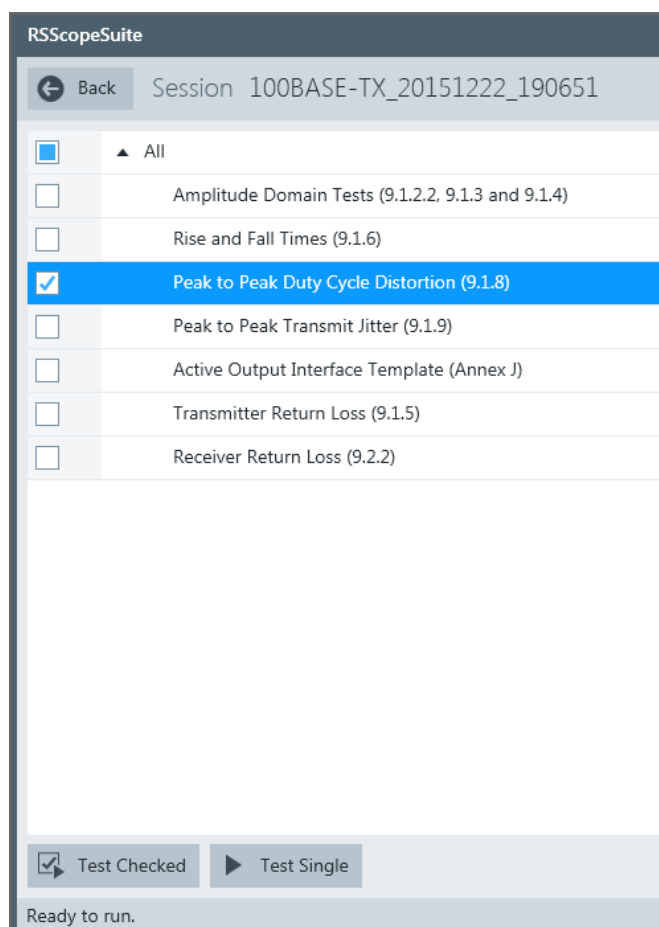 RSScopeSuite
Back Session 100BASE-TX_20151222_190651
All
Amplitude Domain Tests (9.1.2.2, 9.1.3 and 9.1.4)
Rise and Fall Times (9.1.6)
Peak to Peak Duty Cycle Distortion (9.1.8)
Peak to Peak Transmit Jitter (9.1.9)
Active Output Interface Template (Annex J)
Transmitter Return Loss (9.1.5)
Receiver Return Loss (9.2.2)
Test Checked Test Single
Ready to run.